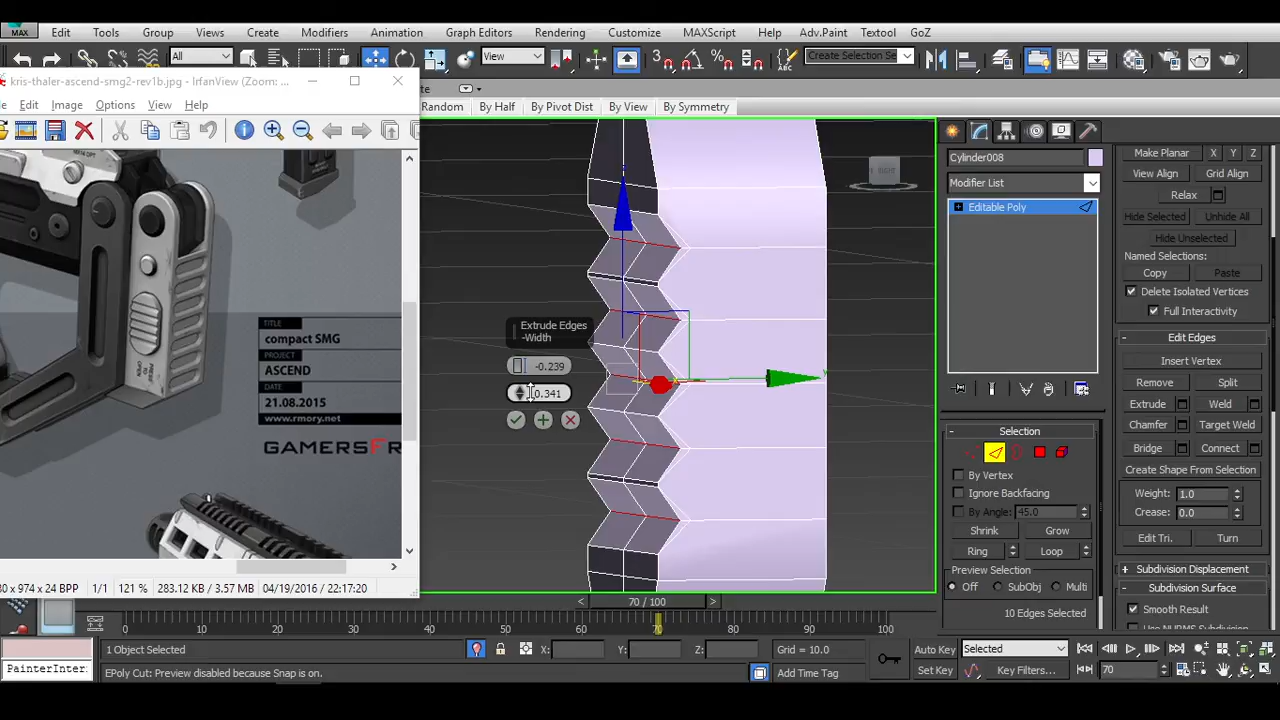 MAX
Edit Tools Group Views Create Modifiers Animation Graph Editors Rendering Customize MAXScript Help Adv.Paint Textool GoZ
All
View
Create Selection Se
kris-thaler-ascend-smg2-rev1b.jpg - IrfanView (Zoom: ...
Edit Image Options View Help
Random By Half By Pivot Dist By View By Symmetry
TITLE
compact SMG
PROJECT
ASCEND
DATE
21.08.2015
www.rmory.net
GAMERSFR
974 x 24 BPP 1/1 121 % 283.12 KB / 3.57 MB 04/19/2016 / 22:17:20
Extrude Edges
-Width
-0.239
0.341
RIGHT
70 / 100
Cylinder008
Modifier List
Editable Poly
Selection
By Vertex
Ignore Backfacing
By Angle: 45.0
Shrink Grow
Ring Loop
Preview Selection
Off SubObj Multi
10 Edges Selected
Make Planar X Y Z
View Align Grid Align
Relax
Hide Selected Unhide All
Hide Unselected
Named Selections:
Copy Paste
Delete Isolated Vertices
Full Interactivity
Edit Edges
Insert Vertex
Remove Split
Extrude Weld
Chamfer Target Weld
Bridge Connect
Create Shape From Selection
Weight: 1.0
Crease: 0.0
Edit Tri. Turn
Subdivision Displacement
Subdivision Surface
Smooth Result
Use NURMS Subdivision
0 10 20 30 40 50 60 70 80 90 100
1 Object Selected X: Y: Z: Grid = 10.0 Auto Key Selected
PainterInter EPoly Cut: Preview disabled because Snap is on. Add Time Tag Set Key Key Filters... 70